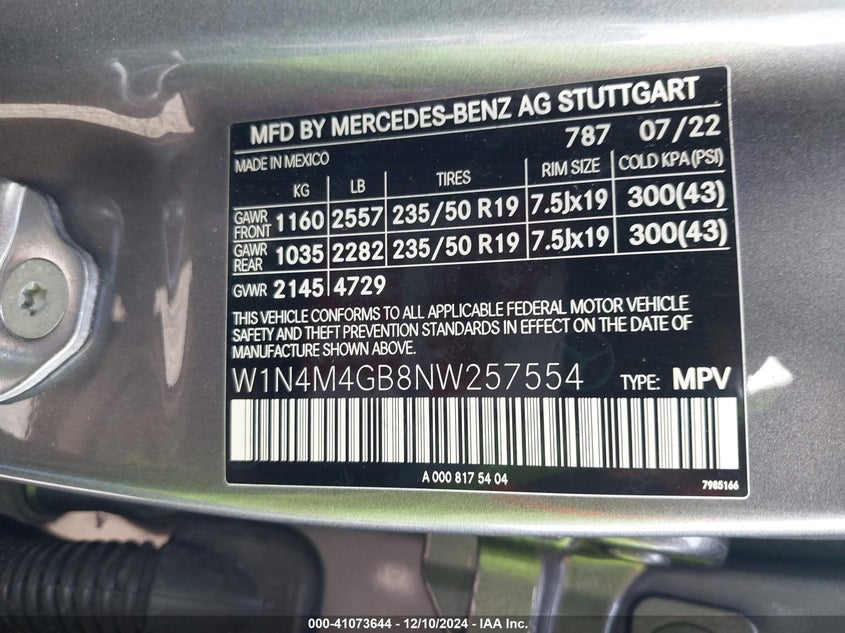 MFD BY MERCEDES-BENZ AG STUTTGART
787 07/22
MADE IN MEXICO
KG LB TIRES RIM SIZE COLD KPA(PSI)
GAWR FRONT 1160 2557 235/50 R19 7.5Jx19 300(43)
GAWR REAR 1035 2282 235/50 R19 7.5Jx19 300(43)
GVWR 2145 4729
THIS VEHICLE CONFORMS TO ALL APPLICABLE FEDERAL MOTOR VEHICLE
SAFETY AND THEFT PREVENTION STANDARDS IN EFFECT ON THE DATE OF
MANUFACTURE SHOWN ABOVE.
W1N4M4GB8NW257554 TYPE: MPV
A 000 817 54 04
7985166
000-41073644 - 12/10/2024 - IAA Inc.